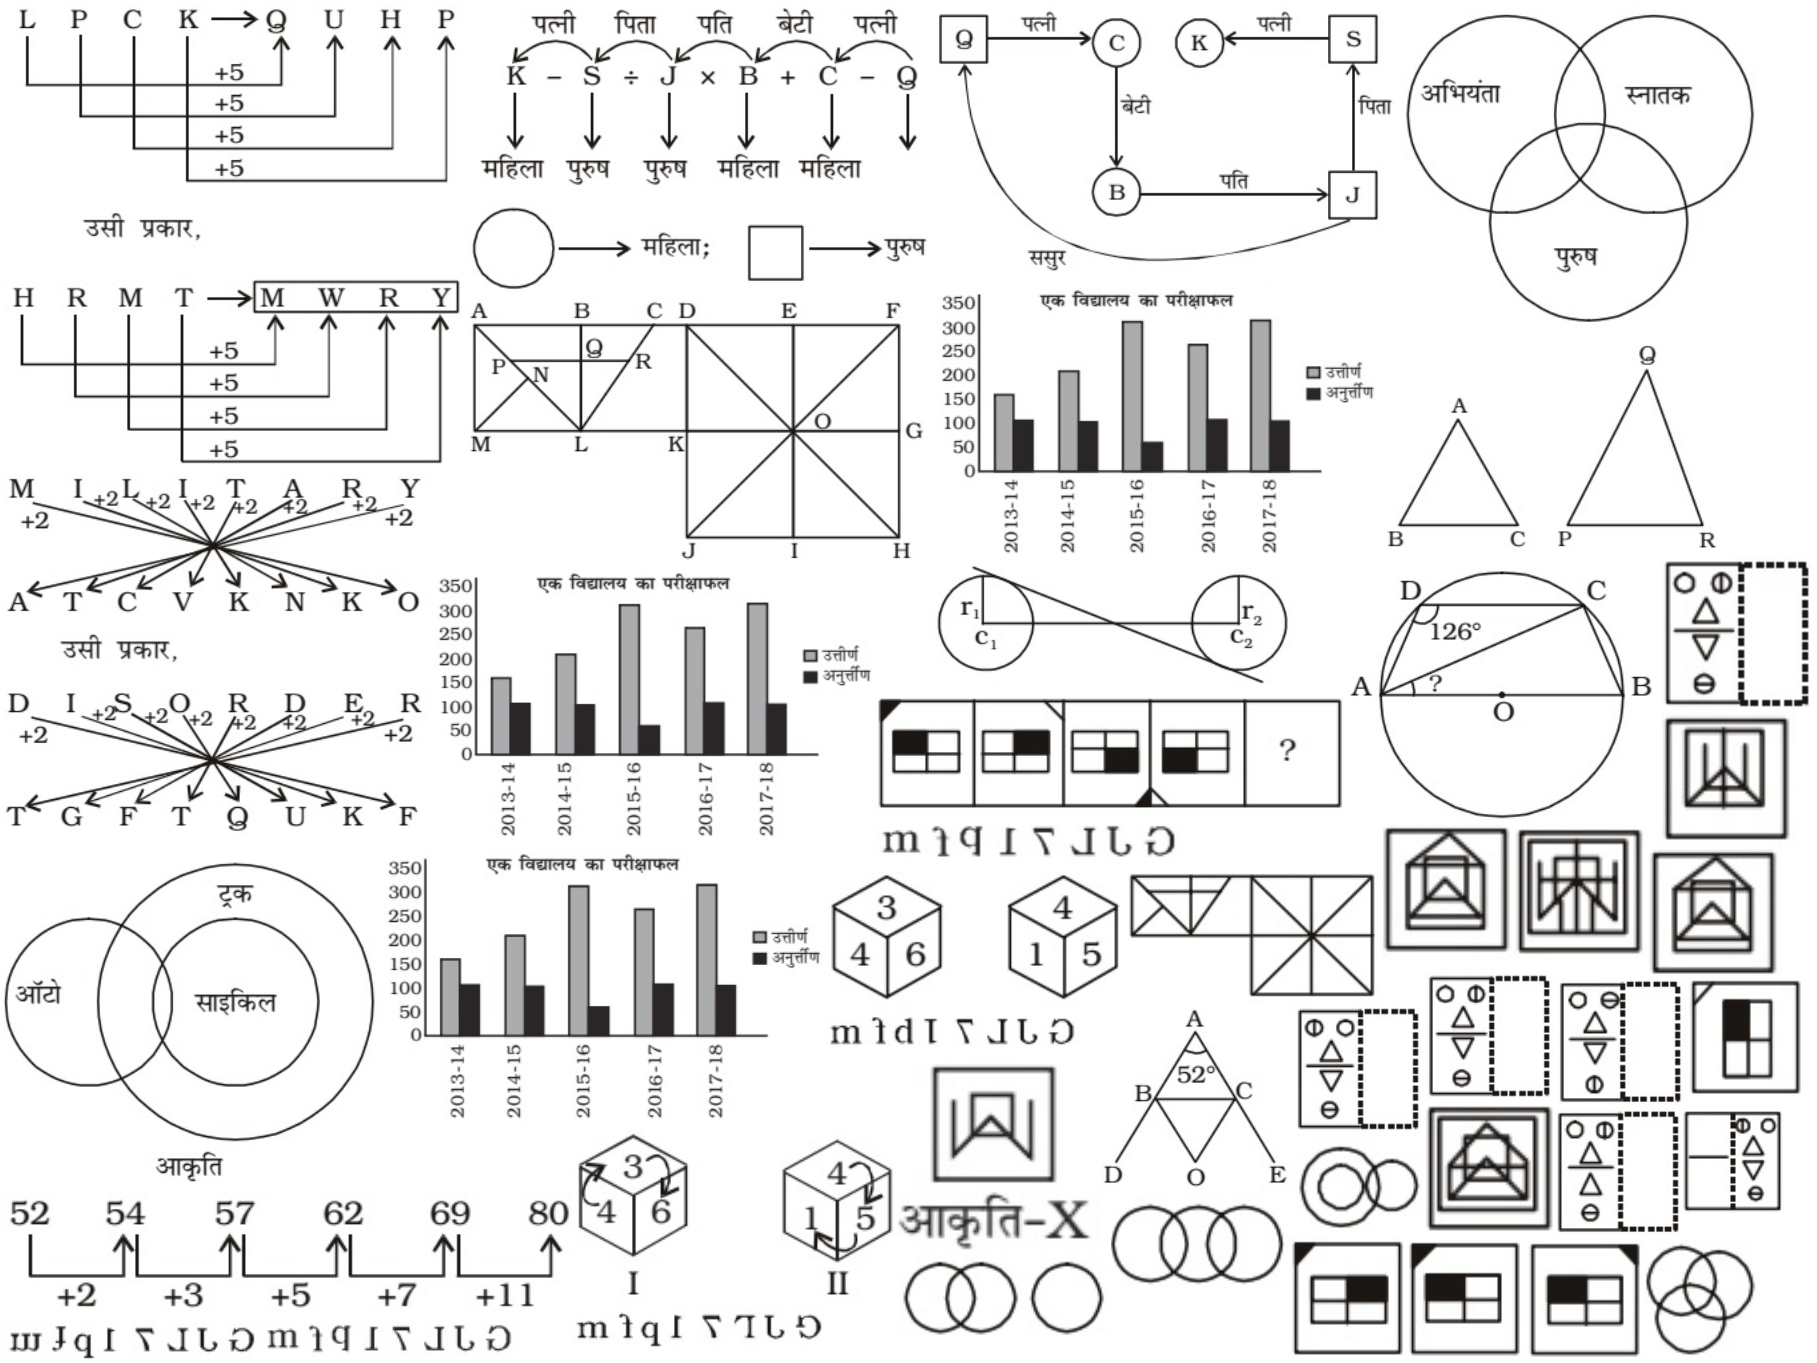 L P C K Q U H P
+5
+5
+5
+5
उसी प्रकार,
H R M T M W R Y
+5
+5
+5
+5
M I L I T A R Y
+2 +2 +2 +2 +2 +2 +2 +2
A T C V K N K O
उसी प्रकार,
D I S O R D E R
+2 +2 +2 +2 +2 +2 +2 +2
T G F T Q U K F
ट्रक
ऑटो
साइकिल
आकृति
52 54 57 62 69 80
+2 +3 +5 +7 +11
पत्नी पिता पति बेटी पत्नी
K – S ÷ J × B + C – Q
महिला पुरुष पुरुष महिला महिला
महिला; पुरुष
Q पत्नी C K पत्नी S
बेटी पिता
B पति J
ससुर
अभियंता स्नातक
पुरुष
A B C D E F
P Q R
N
O
M L K G
J I H
एक विद्यालय का परीक्षाफल
350
300
250
200
150
100
50
0
उत्तीर्ण
अनुर्त्तीण
2013-14 2014-15 2015-16 2016-17 2017-18
एक विद्यालय का परीक्षाफल
350
300
250
200
150
100
50
0
उत्तीर्ण
अनुर्त्तीण
2013-14 2014-15 2015-16 2016-17 2017-18
एक विद्यालय का परीक्षाफल
350
300
250
200
150
100
50
0
उत्तीर्ण
अनुर्त्तीण
2013-14 2014-15 2015-16 2016-17 2017-18
A
B C
Q
P R
r₁ r₂
c₁ c₂
D C
126°
A ? B
O
?
3
4 6
4
1 5
A
52°
B C
D O E
3
4 6
I
4
1 5
II
आकृति-X